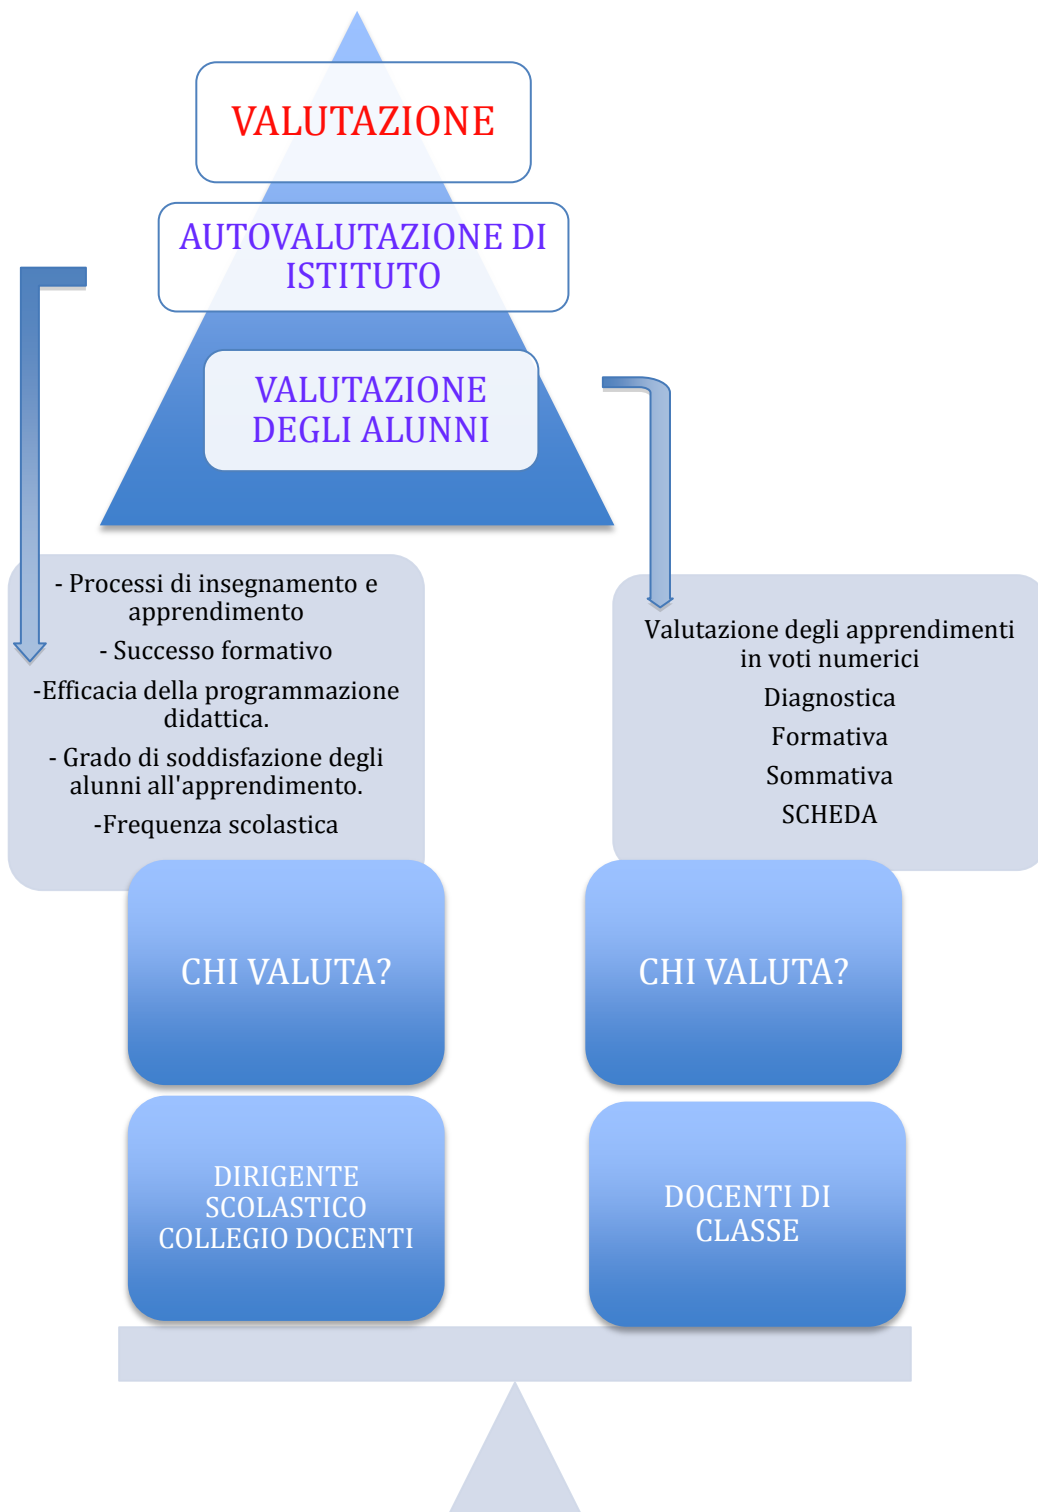 VALUTAZIONE
AUTOVALUTAZIONE DI
ISTITUTO
VALUTAZIONE
DEGLI ALUNNI
- Processi di insegnamento e
apprendimento
- Successo formativo
-Efficacia della programmazione
didattica.
- Grado di soddisfazione degli
alunni all'apprendimento.
-Frequenza scolastica
Valutazione degli apprendimenti
in voti numerici
Diagnostica
Formativa
Sommativa
SCHEDA
CHI VALUTA?
CHI VALUTA?
DIRIGENTE
SCOLASTICO
COLLEGIO DOCENTI
DOCENTI DI
CLASSE